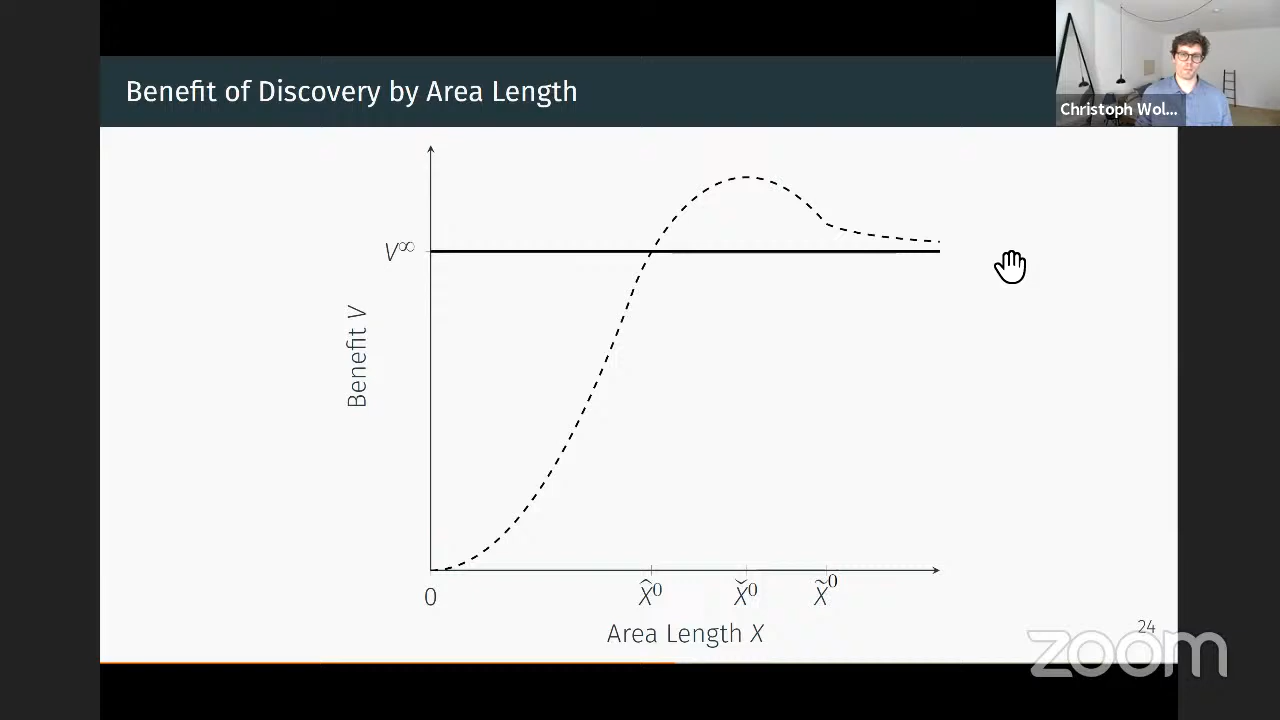 Benefit of Discovery by Area Length
Christoph Wol...
V^∞
Benefit V
0
X̂⁰
X̌⁰
X̃⁰
Area Length X
24
zoom